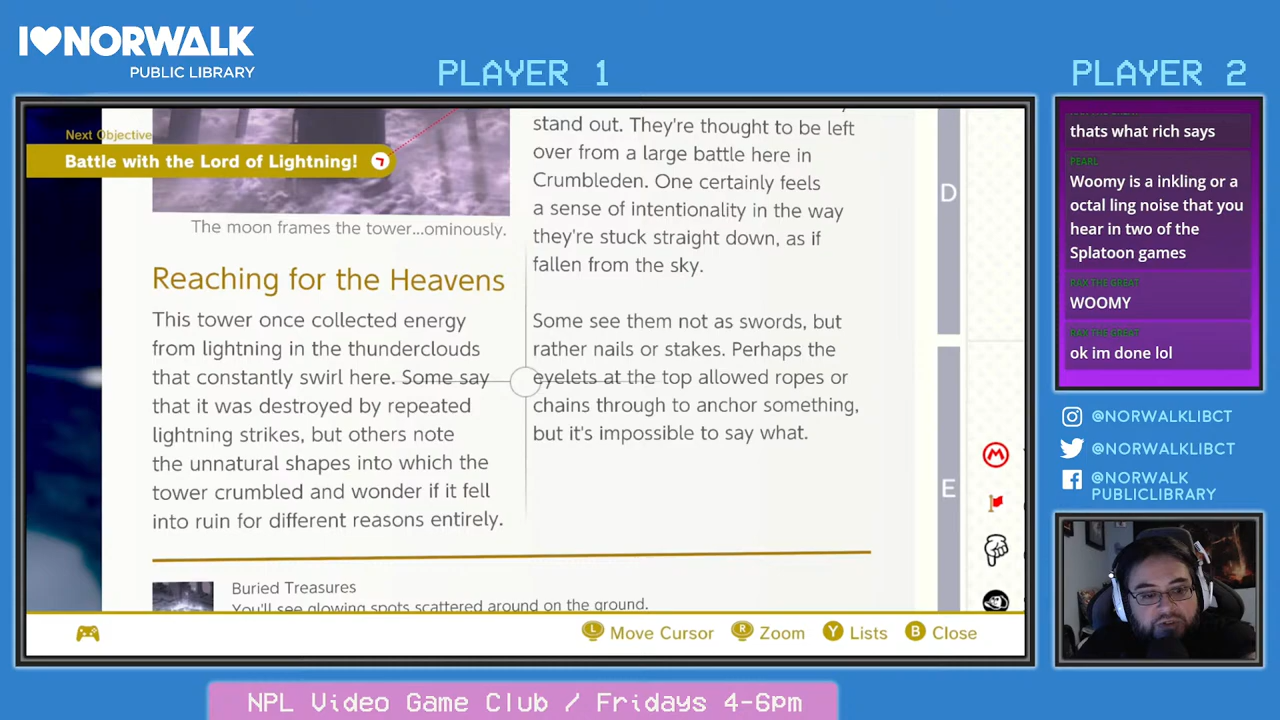 I♥NORWALK
PUBLIC LIBRARY
PLAYER 1
PLAYER 2
Next Objective
Battle with the Lord of Lightning!
The moon frames the tower...ominously.
Reaching for the Heavens
This tower once collected energy
from lightning in the thunderclouds
that constantly swirl here. Some say
that it was destroyed by repeated
lightning strikes, but others note
the unnatural shapes into which the
tower crumbled and wonder if it fell
into ruin for different reasons entirely.
stand out. They're thought to be left
over from a large battle here in
Crumbleden. One certainly feels
a sense of intentionality in the way
they're stuck straight down, as if
fallen from the sky.
Some see them not as swords, but
rather nails or stakes. Perhaps the
eyelets at the top allowed ropes or
chains through to anchor something,
but it's impossible to say what.
Buried Treasures
You'll see glowing spots scattered around on the ground.
D
E
L Move Cursor
R Zoom
Y Lists
B Close
thats what rich says
PEARL
Woomy is a inkling or a
octal ling noise that you
hear in two of the
Splatoon games
RAX THE GREAT
WOOMY
RAX THE GREAT
ok im done lol
@NORWALKLIBCT
@NORWALKLIBCT
@NORWALK
PUBLICLIBRARY
NPL Video Game Club / Fridays 4-6pm